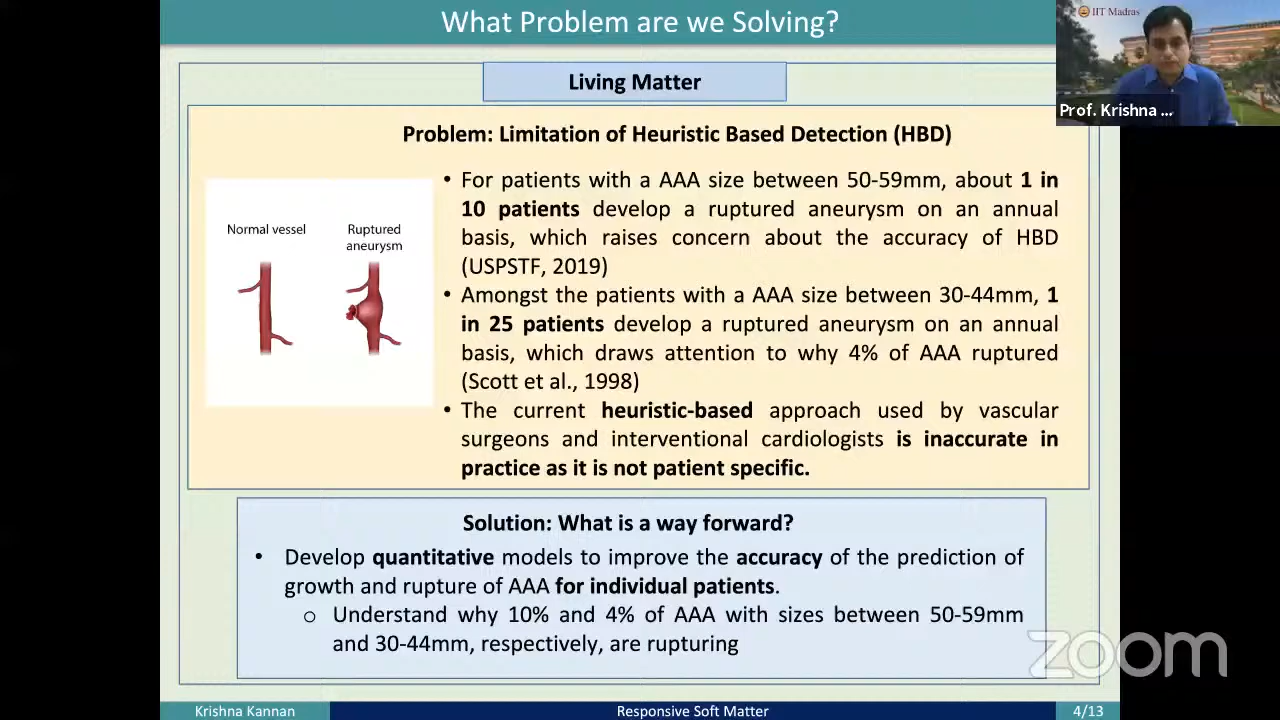 What Problem are we Solving?
IIT Madras
Prof. Krishna ...
Living Matter
Problem: Limitation of Heuristic Based Detection (HBD)
Normal vessel
Ruptured
aneurysm
• For patients with a AAA size between 50-59mm, about 1 in
10 patients develop a ruptured aneurysm on an annual
basis, which raises concern about the accuracy of HBD
(USPSTF, 2019)
• Amongst the patients with a AAA size between 30-44mm, 1
in 25 patients develop a ruptured aneurysm on an annual
basis, which draws attention to why 4% of AAA ruptured
(Scott et al., 1998)
• The current heuristic-based approach used by vascular
surgeons and interventional cardiologists is inaccurate in
practice as it is not patient specific.
Solution: What is a way forward?
• Develop quantitative models to improve the accuracy of the prediction of
growth and rupture of AAA for individual patients.
o Understand why 10% and 4% of AAA with sizes between 50-59mm
and 30-44mm, respectively, are rupturing
zoom
Krishna Kannan
Responsive Soft Matter
4/13